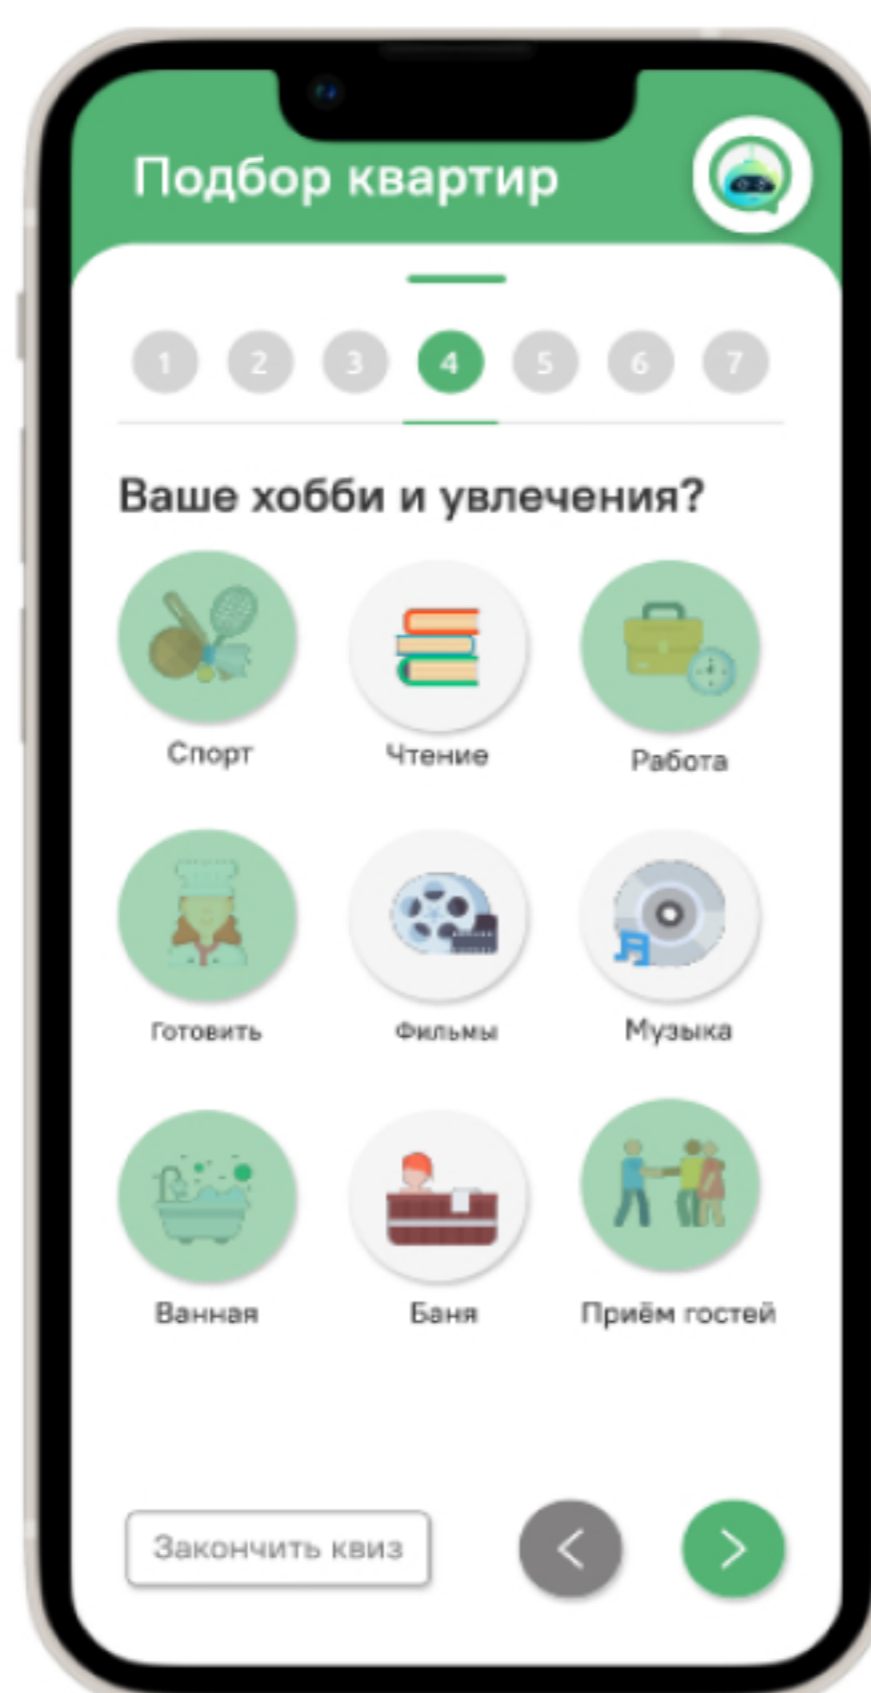 Подбор квартир
1 2 3 4 5 6 7
Ваше хобби и увлечения?
Спорт Чтение Работа
Готовить Фильмы Музыка
Ванная Баня Приём гостей
Закончить квиз